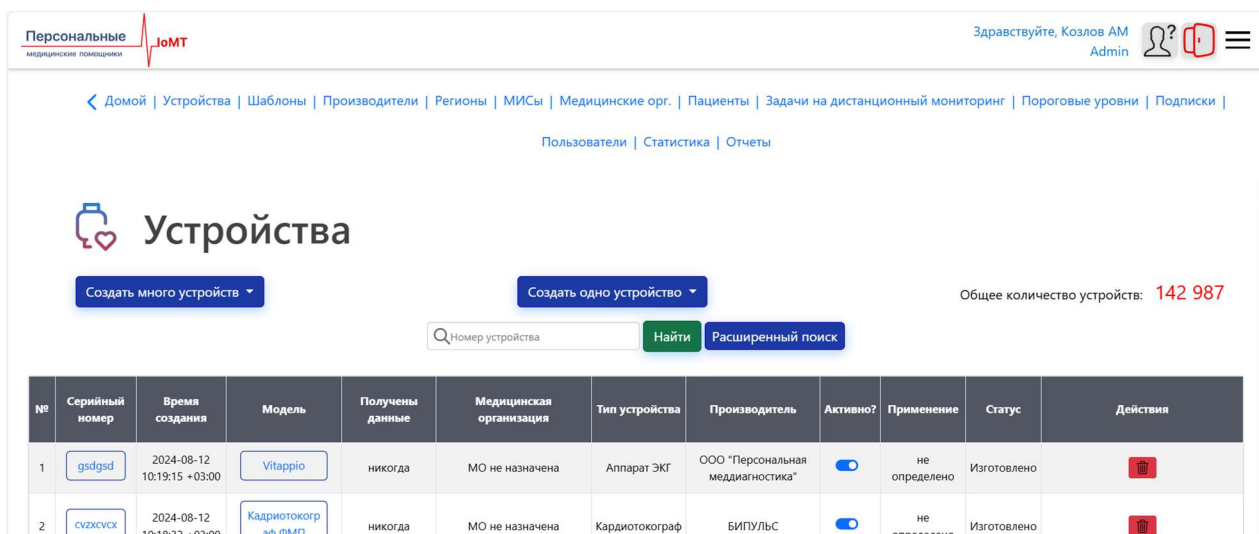 Персональные
медицинские помощники
IoMT
Здравствуйте, Козлов АМ
Admin
Домой | Устройства | Шаблоны | Производители | Регионы | МИСы | Медицинские орг. | Пациенты | Задачи на дистанционный мониторинг | Пороговые уровни | Подписки |
Пользователи | Статистика | Отчеты
Устройства
Создать много устройств
Создать одно устройство
Общее количество устройств: 142 987
Номер устройства
Найти
Расширенный поиск
№ Серийный номер Время создания Модель Получены данные Медицинская организация Тип устройства Производитель Активно? Применение Статус Действия
1 gsdgsd 2024-08-12 10:19:15 +03:00 Vitappio никогда МО не назначена Аппарат ЭКГ ООО "Персональная меддиагностика" не определено Изготовлено
2 cvzxcvcx 2024-08-12 Кадриотокогр никогда МО не назначена Кардиотокограф БИПУЛЬС не Изготовлено